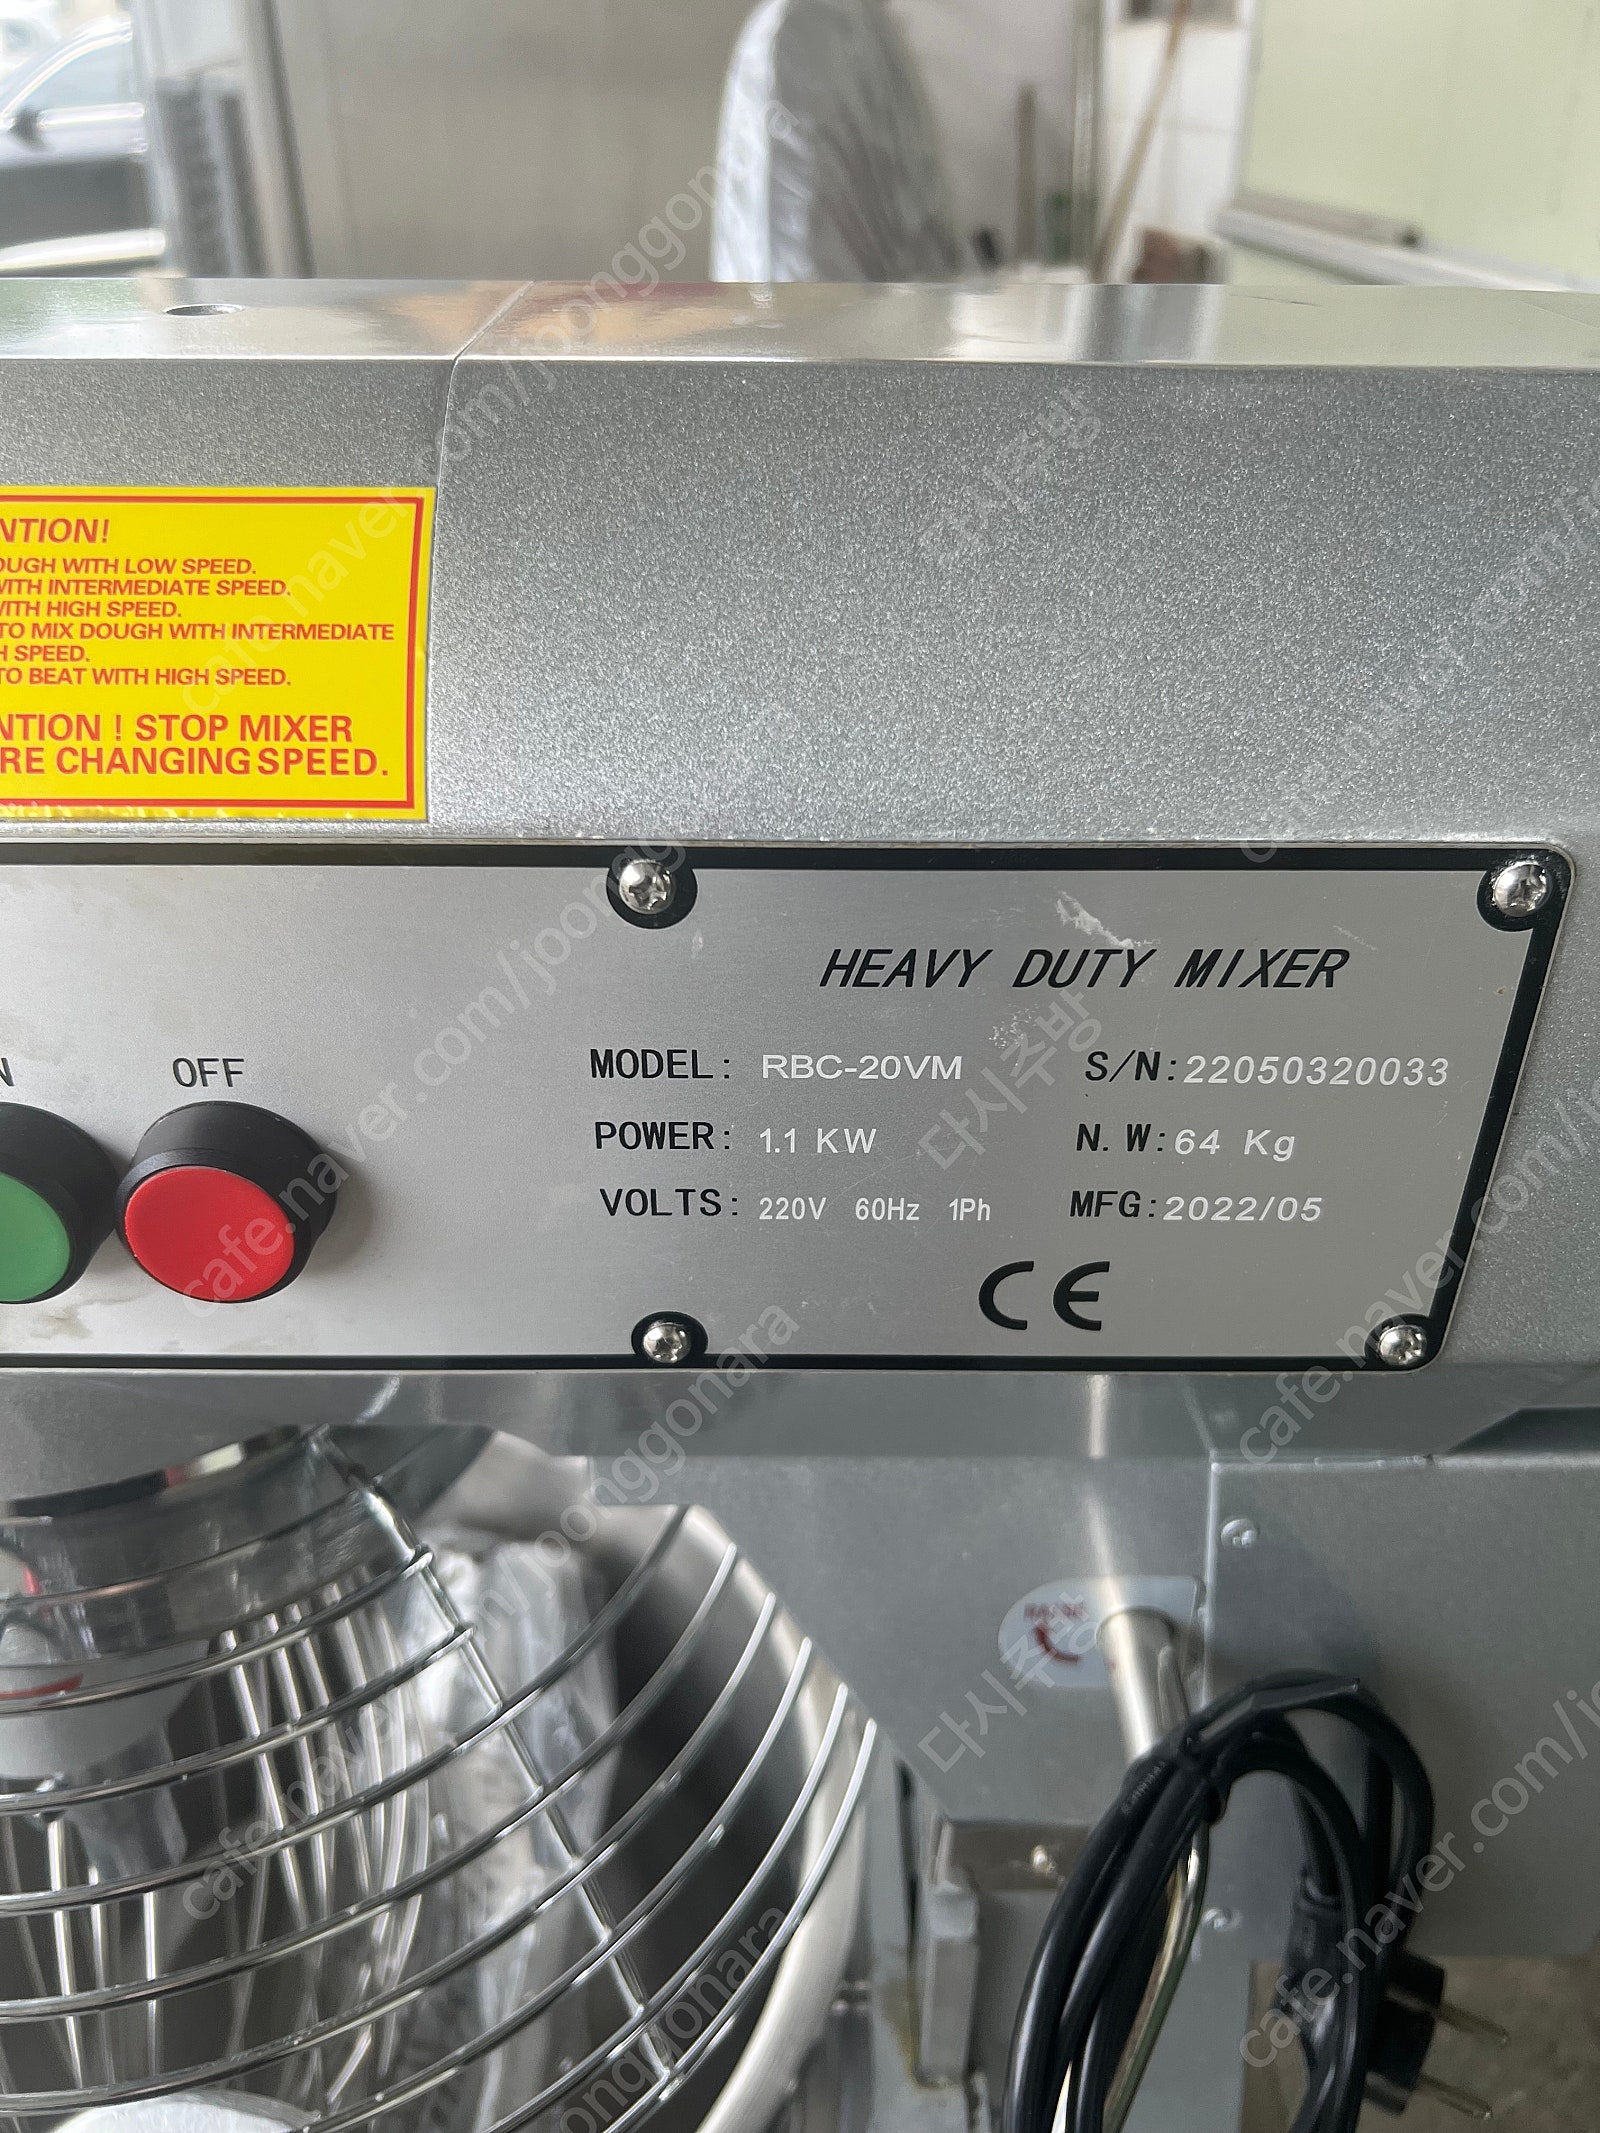 NTION!
OUGH WITH LOW SPEED.
WITH INTERMEDIATE SPEED.
WITH HIGH SPEED.
TO MIX DOUGH WITH INTERMEDIATE
H SPEED.
TO BEAT WITH HIGH SPEED.
NTION ! STOP MIXER
RE CHANGING SPEED.
HEAVY DUTY MIXER
N OFF
MODEL: RBC-20VM S/N:22050320033
POWER: 1.1 KW N.W:64 Kg
VOLTS: 220V 60Hz 1Ph MFG:2022/05
CE
다시주방
cafe.naver.com/joonggonara